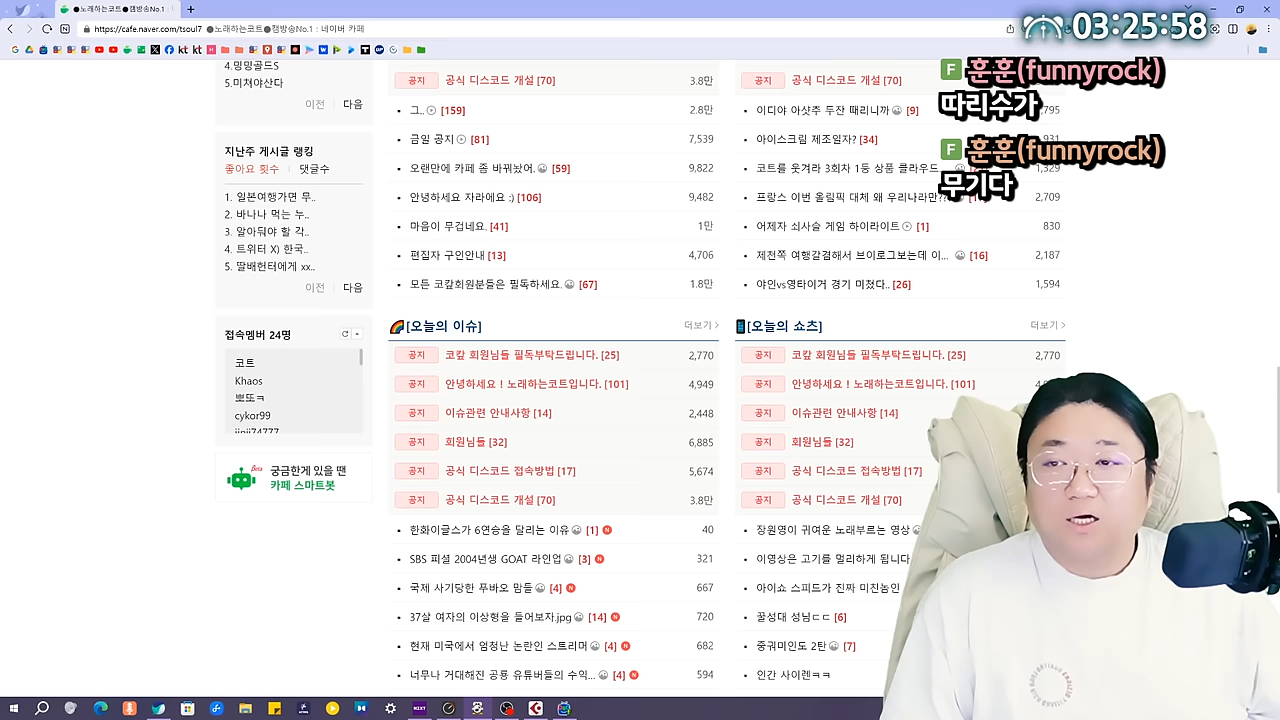 ●노래하는코트●캠방송No.1 :
https://cafe.naver.com/tsoul7 ●노래하는코트●캠방송No.1 : 네이버 카페
03:25:58
훈훈(funnyrock)
따리수가
훈훈(funnyrock)
무기다
4.밍밍골드S
5.미쳐야산다
이전 다음
지난주 게시글 랭킹
좋아요 횟수 댓글수
1. 일본여행가면 무..
2. 바나나 먹는 누..
3. 알아둬야 할 각..
4. 트위터 X) 한국..
5. 딸배헌터에게 xx..
이전 다음
접속멤버 24명
코트
Khaos
뽀또ㅋ
cykor99
jinji74777
Beta 궁금한게 있을 땐
카페 스마트봇
공지 공식 디스코드 개설 [70] 3.8만
그.. [159] 2.8만
금일 공지 [81] 7,539
오랜만에 카페 좀 바꿔놨어. [59] 9,822
안녕하세요 자라에요 :) [106] 9,482
마음이 무겁네요. [41] 1만
편집자 구인안내 [13] 4,706
모든 코캎회원분들은 필독하세요. [67] 1.8만
공지 공식 디스코드 개설 [70]
이디야 아샷추 두잔 때리니까 [9] 795
아이스크림 제조일자? [34] 931
코트를 웃겨라 3회차 1등 상품 클라우드 1,329
프랑스 이번 올림픽 대체 왜 우리나라만?? 2,709
어제자 쇠사슬 게임 하이라이트 [1] 830
제천쪽 여행갈겸해서 브이로그보는데 이... [16] 2,187
야인vs영타이거 경기 미쳤다.. [26] 1,594
[오늘의 이슈] 더보기 >
공지 코캎 회원님들 필독부탁드립니다. [25] 2,770
공지 안녕하세요 ! 노래하는코트입니다. [101] 4,949
공지 이슈관련 안내사항 [14] 2,448
공지 회원님들 [32] 6,885
공지 공식 디스코드 접속방법 [17] 5,674
공지 공식 디스코드 개설 [70] 3.8만
한화이글스가 6연승을 달리는 이유 [1] N 40
SBS 피셜 2004년생 GOAT 라인업 [3] N 321
국제 사기당한 푸바오 맘들 [4] N 667
37살 여자의 이상형을 들어보자.jpg [14] N 720
현재 미국에서 엄청난 논란인 스트리머 [4] N 682
너무나 거대해진 공룡 유튜버들의 수익... [4] N 594
[오늘의 쇼츠] 더보기 >
공지 코캎 회원님들 필독부탁드립니다. [25] 2,770
공지 안녕하세요 ! 노래하는코트입니다. [101]
공지 이슈관련 안내사항 [14]
공지 회원님들 [32]
공지 공식 디스코드 접속방법 [17]
공지 공식 디스코드 개설 [70]
장원영이 귀여운 노래부르는 영상
이영상은 고기를 멀리하게 됩니다
아이쇼 스피드가 진짜 미친놈인
꿀성대 성님ㄷㄷ [6]
중궈미인도 2탄 [7]
인간 사이렌ㅋㅋ